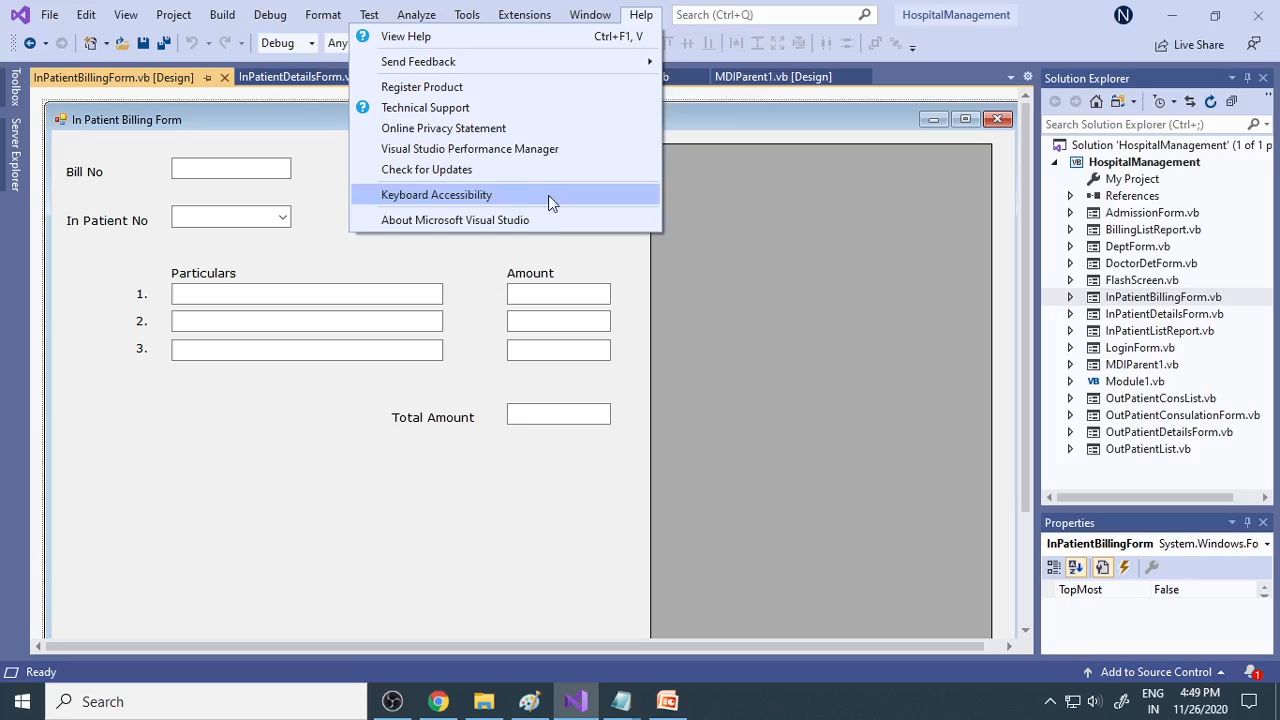 File Edit View Project Build Debug Format Test Analyze Tools Extensions Window Help Search (Ctrl+Q) HospitalManagement N
Debug Any Live Share
InPatientBillingForm.vb [Design] InPatientDetailsForm.v b MDIParent1.vb [Design]
View Help Ctrl+F1, V
Send Feedback
Register Product
Technical Support
Online Privacy Statement
Visual Studio Performance Manager
Check for Updates
Keyboard Accessibility
About Microsoft Visual Studio
Toolbox
Server Explorer
In Patient Billing Form
Bill No
In Patient No
Particulars Amount
1.
2.
3.
Total Amount
Solution Explorer
Search Solution Explorer (Ctrl+;)
Solution 'HospitalManagement' (1 of 1 p
VB HospitalManagement
My Project
References
AdmissionForm.vb
BillingListReport.vb
DeptForm.vb
DoctorDetForm.vb
FlashScreen.vb
InPatientBillingForm.vb
InPatientDetailsForm.vb
InPatientListReport.vb
LoginForm.vb
MDIParent1.vb
VB Module1.vb
OutPatientConsList.vb
OutPatientConsulationForm.vb
OutPatientDetailsForm.vb
OutPatientList.vb
Properties
InPatientBillingForm System.Windows.Fo
TopMost False
Ready Add to Source Control 1
Search ENG 4:49 PM
IN 11/26/2020